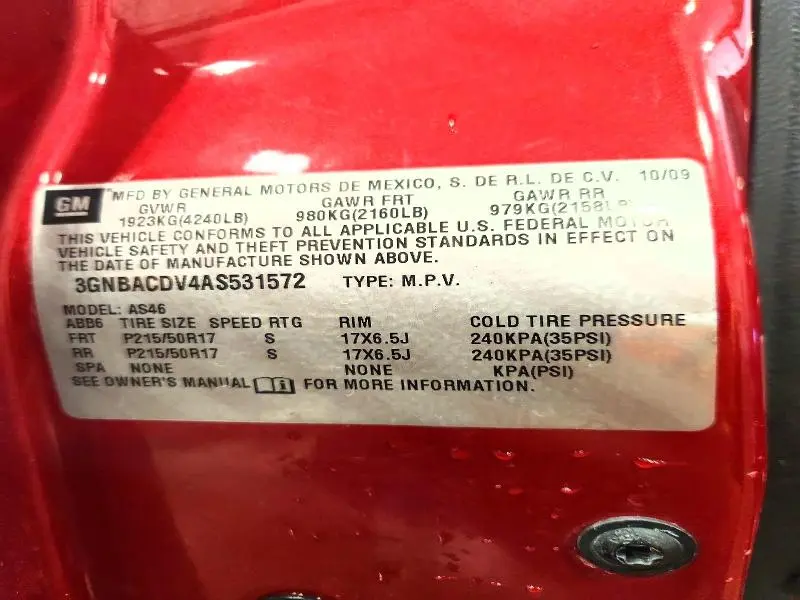 GM
MFD BY GENERAL MOTORS DE MEXICO, S. DE R.L. DE C.V. 10/09
GVWR GAWR FRT GAWR RR
1923KG(4240LB) 980KG(2160LB) 979KG(2158LB)
THIS VEHICLE CONFORMS TO ALL APPLICABLE U.S. FEDERAL MOTOR
VEHICLE SAFETY AND THEFT PREVENTION STANDARDS IN EFFECT ON
THE DATE OF MANUFACTURE SHOWN ABOVE.
3GNBACDV4AS531572 TYPE: M.P.V.
MODEL: AS46
ABB6 TIRE SIZE SPEED RTG RIM COLD TIRE PRESSURE
FRT P215/50R17 S 17X6.5J 240KPA(35PSI)
RR P215/50R17 S 17X6.5J 240KPA(35PSI)
SPA NONE NONE KPA(PSI)
SEE OWNER'S MANUAL FOR MORE INFORMATION.